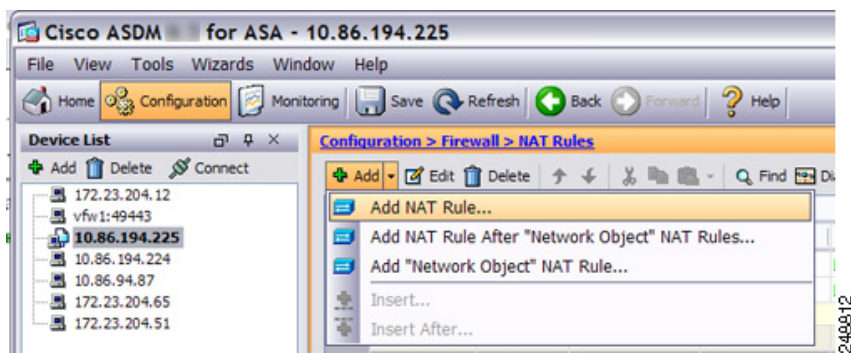 Cisco ASDM for ASA - 10.86.194.225
File View Tools Wizards Window Help
Home Configuration Monitoring Save Refresh Back Forward Help
Device List
Add Delete Connect
172.23.204.12
vfw1:49443
10.86.194.225
10.86.194.224
10.86.94.87
172.23.204.65
172.23.204.51
Configuration > Firewall > NAT Rules
Add Edit Delete Find Di
Add NAT Rule...
Add NAT Rule After "Network Object" NAT Rules...
Add "Network Object" NAT Rule...
Insert...
Insert After...
248812